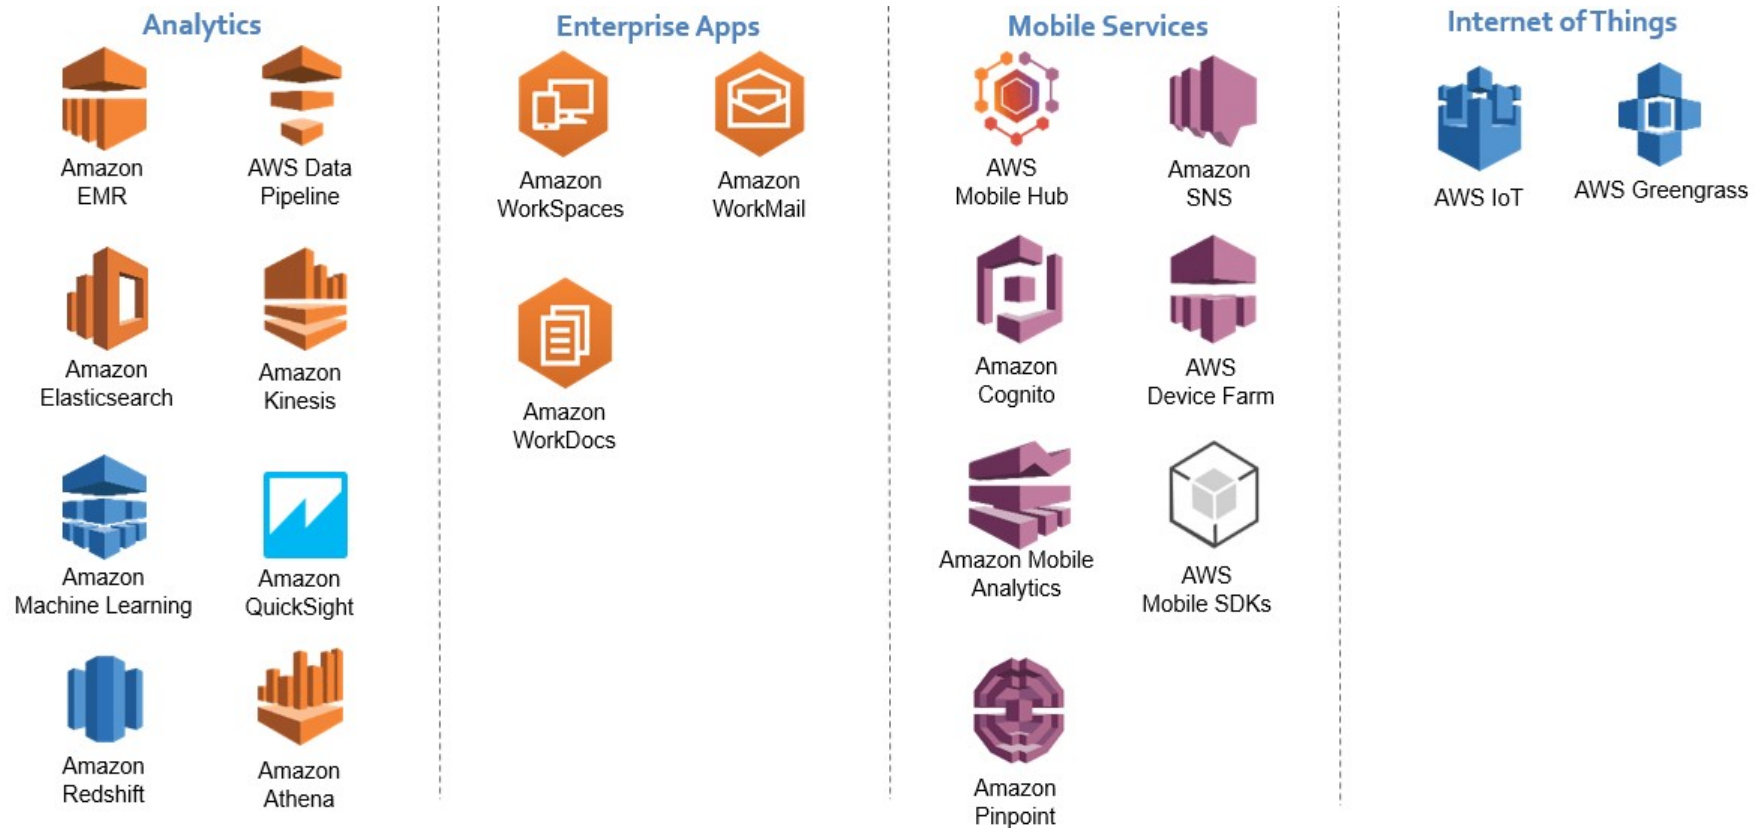 Analytics
Amazon
EMR
AWS Data
Pipeline
Amazon
Elasticsearch
Amazon
Kinesis
Amazon
Machine Learning
Amazon
QuickSight
Amazon
Redshift
Amazon
Athena
Enterprise Apps
Amazon
WorkSpaces
Amazon
WorkMail
Amazon
WorkDocs
Mobile Services
AWS
Mobile Hub
Amazon
SNS
Amazon
Cognito
AWS
Device Farm
Amazon Mobile
Analytics
AWS
Mobile SDKs
Amazon
Pinpoint
Internet of Things
AWS IoT
AWS Greengrass